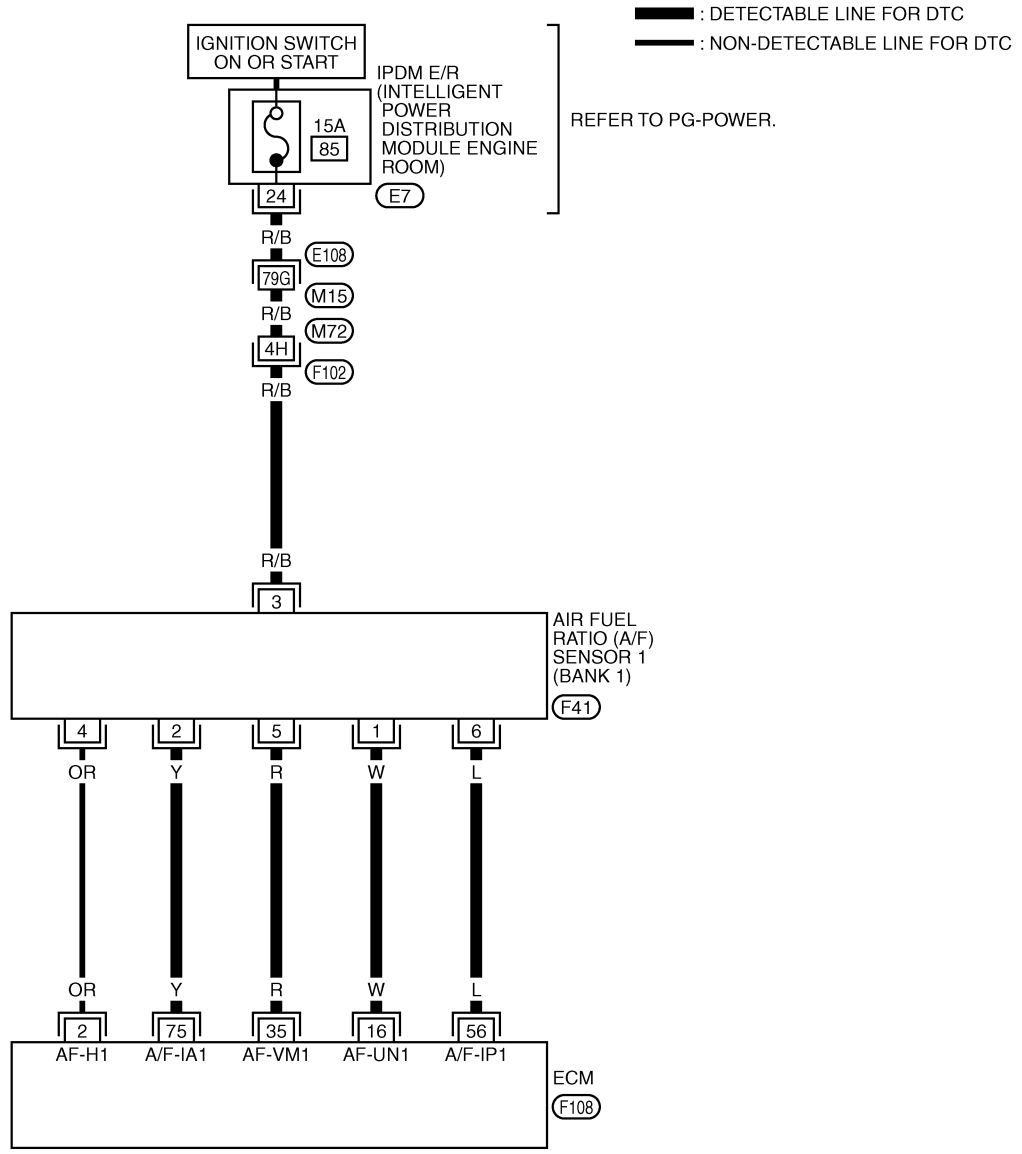 : DETECTABLE LINE FOR DTC
: NON-DETECTABLE LINE FOR DTC
IGNITION SWITCH
ON OR START
IPDM E/R
(INTELLIGENT
POWER
DISTRIBUTION
MODULE ENGINE
ROOM)
E7
15A
85
REFER TO PG-POWER.
24
R/B
E108
79G
M15
R/B
M72
4H
F102
R/B
R/B
3
AIR FUEL
RATIO (A/F)
SENSOR 1
(BANK 1)
F41
4 2 5 1 6
OR Y R W L
OR Y R W L
2 75 35 16 56
AF-H1 A/F-IA1 AF-VM1 AF-UN1 A/F-IP1
ECM
F108